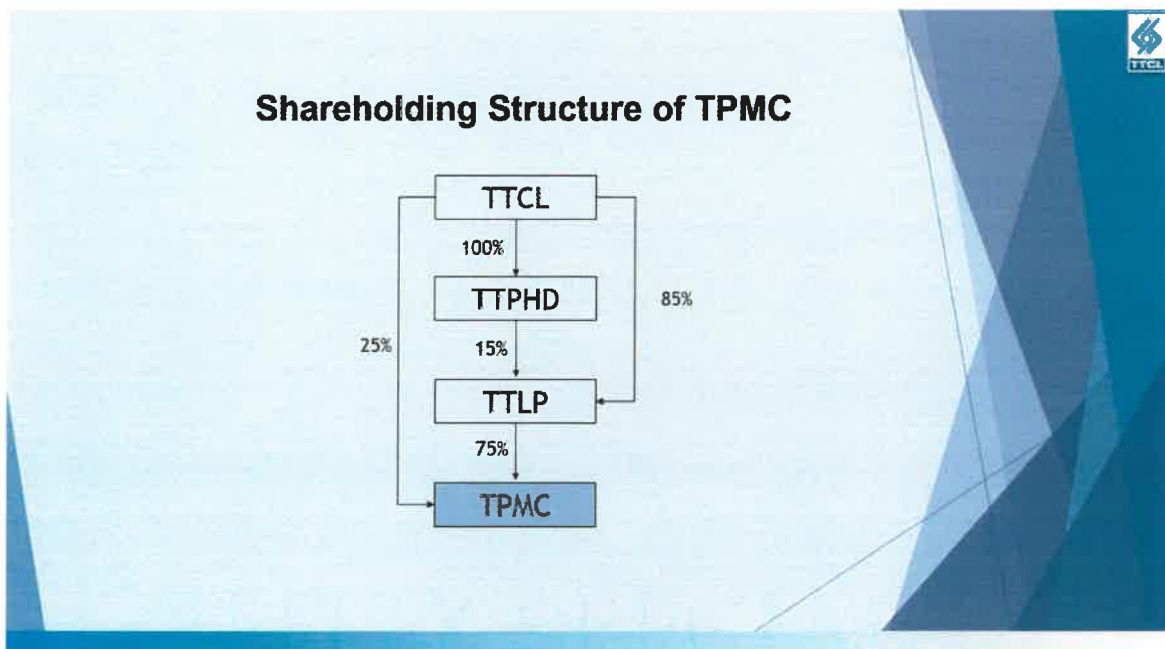 TTCL
Shareholding Structure of TPMC
TTCL
100%
TTPHD
85%
25%
15%
TTLP
75%
TPMC